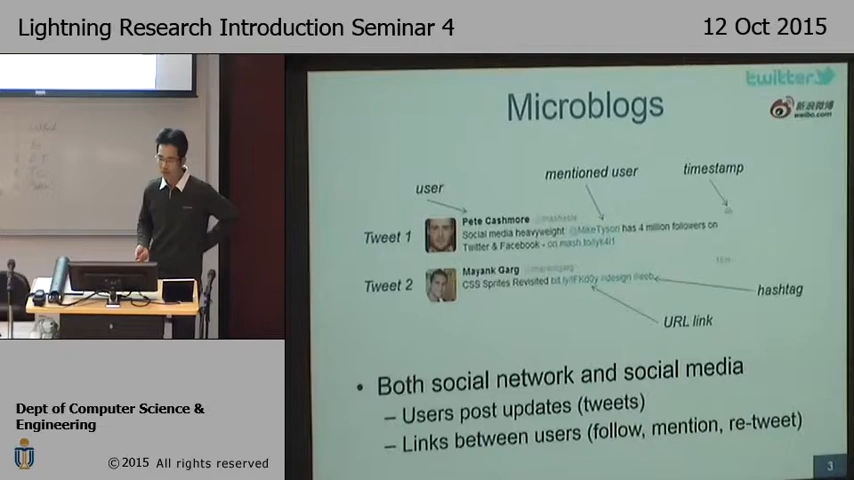 Lightning Research Introduction Seminar 4
12 Oct 2015
twitter
Microblogs
新浪微博
weibo.com
user
mentioned user
timestamp
Tweet 1
Pete Cashmore
Social media heavyweight: @MikeTyson has 4 million followers on
Twitter & Facebook - on mash.to
Tweet 2
Mayank Garg
CSS Sprites Revisited #design #web
hashtag
URL link
• Both social network and social media
– Users post updates (tweets)
– Links between users (follow, mention, re-tweet)
3
Dept of Computer Science &
Engineering
© 2015 All rights reserved